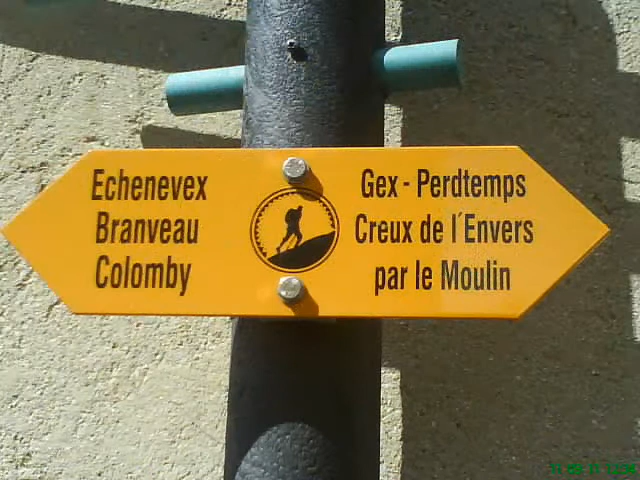 Echenevex
Branveau
Colomby
Gex - Perdtemps
Creux de l'Envers
par le Moulin